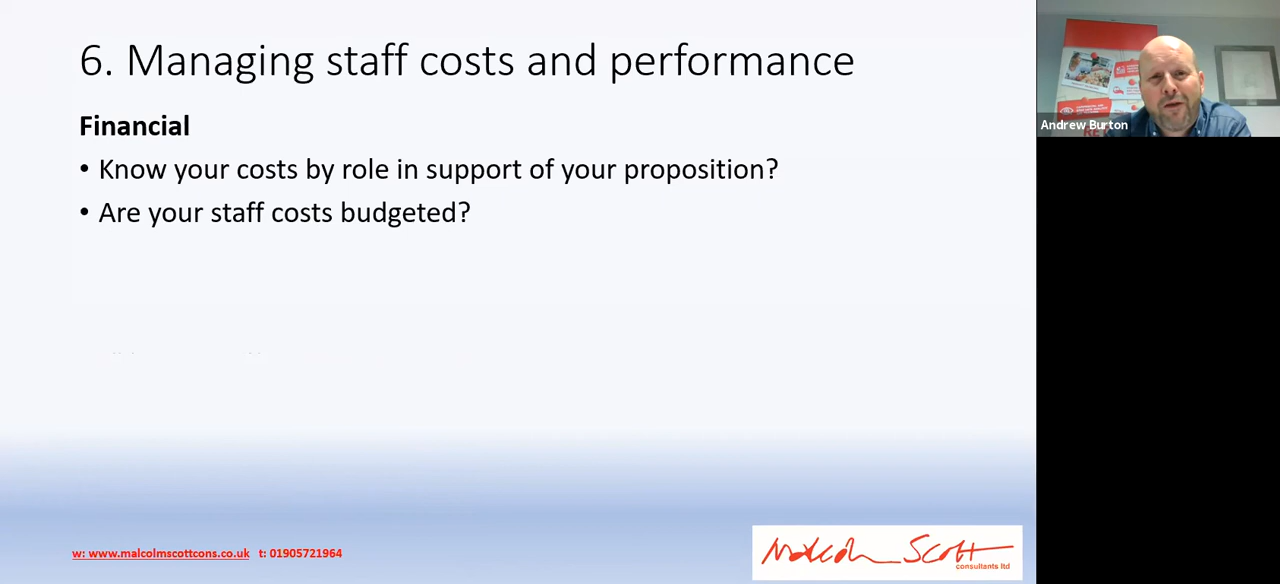 6. Managing staff costs and performance
Financial
• Know your costs by role in support of your proposition?
• Are your staff costs budgeted?
w: www.malcolmscottcons.co.uk t: 01905721964
Malcolm Scott
consultants ltd
Andrew Burton